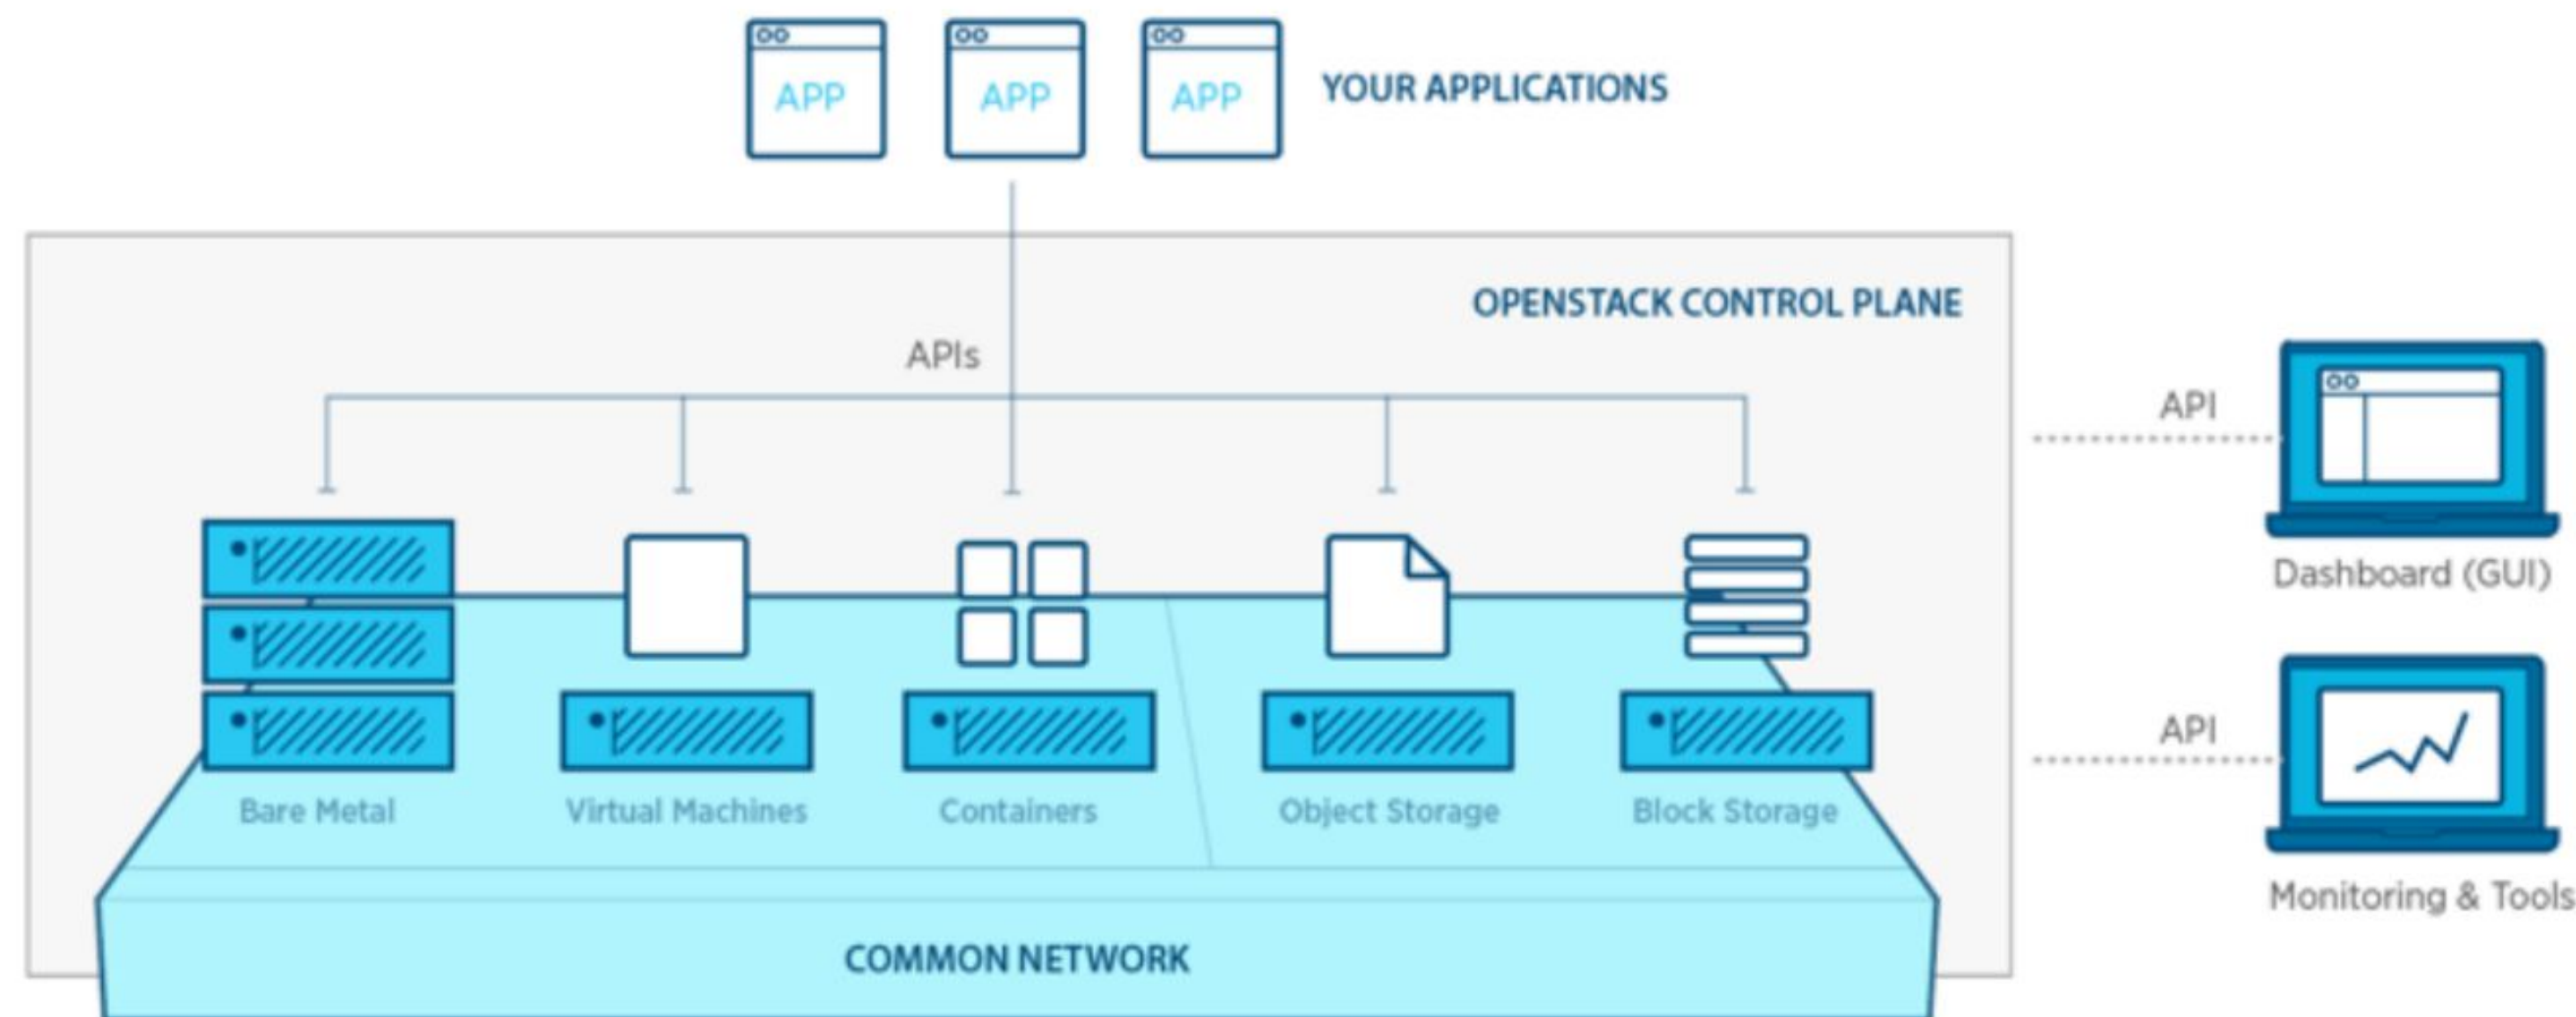 APP APP APP YOUR APPLICATIONS
OPENSTACK CONTROL PLANE
APIs
API
Dashboard (GUI)
API
Monitoring & Tools
Bare Metal Virtual Machines Containers Object Storage Block Storage
COMMON NETWORK